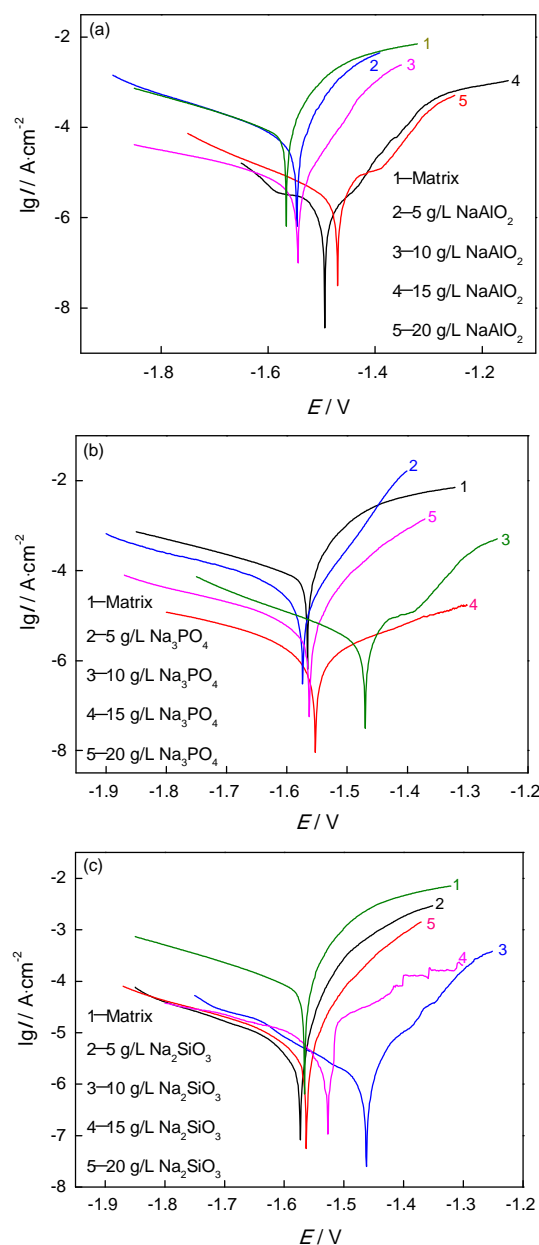 (a)
1
2
3
4
5
1—Matrix
2—5 g/L NaAlO₂
3—10 g/L NaAlO₂
4—15 g/L NaAlO₂
5—20 g/L NaAlO₂
-2
-4
-6
-8
lgI/ A·cm⁻²
-1.8 -1.6 -1.4 -1.2
E / V
(b)
2
1
5
3
4
1—Matrix
2—5 g/L Na₃PO₄
3—10 g/L Na₃PO₄
4—15 g/L Na₃PO₄
5—20 g/L Na₃PO₄
-2
-4
-6
-8
lgI/ A·cm⁻²
-1.9 -1.8 -1.7 -1.6 -1.5 -1.4 -1.3 -1.2
E / V
(c)
1
2
5
4
3
1—Matrix
2—5 g/L Na₂SiO₃
3—10 g/L Na₂SiO₃
4—15 g/L Na₂SiO₃
5—20 g/L Na₂SiO₃
-2
-3
-4
-5
-6
-7
-8
lgI/ A·cm⁻²
-1.9 -1.8 -1.7 -1.6 -1.5 -1.4 -1.3 -1.2
E / V